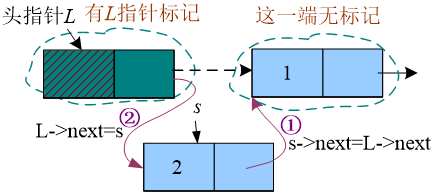 头指针L
有L指针标记
这一端无标记
1
L->next=s
②
s
①
s->next=L->next
2